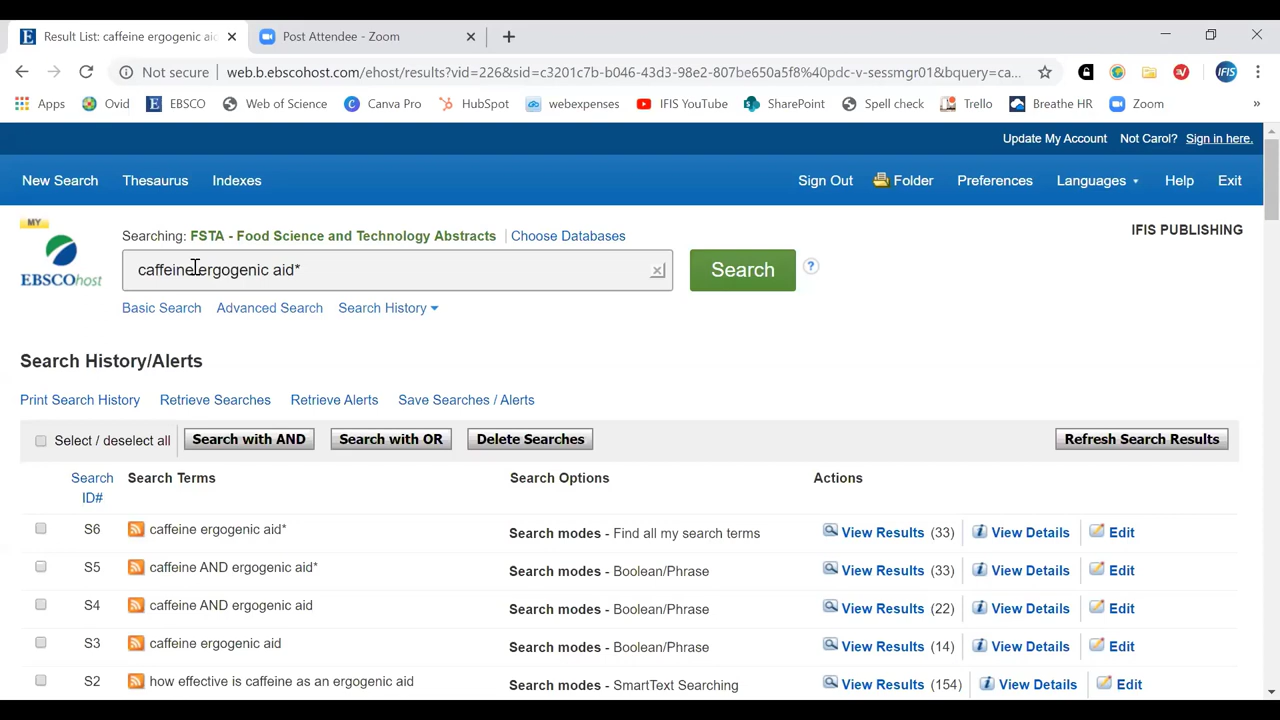 Result List: caffeine ergogenic aid
Post Attendee - Zoom
Not secure
web.b.ebscohost.com/ehost/results?vid=226&sid=c3201c7b-b046-43d3-98e2-807be650a5f8%40pdc-v-sessmgr01&bquery=ca...
Apps Ovid EBSCO Web of Science Canva Pro HubSpot webexpenses IFIS YouTube SharePoint Spell check Trello Breathe HR Zoom »
Update My Account Not Carol? Sign in here.
New Search Thesaurus Indexes Sign Out Folder Preferences Languages Help Exit
MY
EBSCOhost
Searching: FSTA - Food Science and Technology Abstracts Choose Databases
IFIS PUBLISHING
caffeine ergogenic aid*
Search
?
Basic Search Advanced Search Search History
Search History/Alerts
Print Search History Retrieve Searches Retrieve Alerts Save Searches / Alerts
Select / deselect all Search with AND Search with OR Delete Searches Refresh Search Results
Search ID# Search Terms Search Options Actions
S6 caffeine ergogenic aid* Search modes - Find all my search terms View Results (33) View Details Edit
S5 caffeine AND ergogenic aid* Search modes - Boolean/Phrase View Results (33) View Details Edit
S4 caffeine AND ergogenic aid Search modes - Boolean/Phrase View Results (22) View Details Edit
S3 caffeine ergogenic aid Search modes - Boolean/Phrase View Results (14) View Details Edit
S2 how effective is caffeine as an ergogenic aid Search modes - SmartText Searching View Results (154) View Details Edit